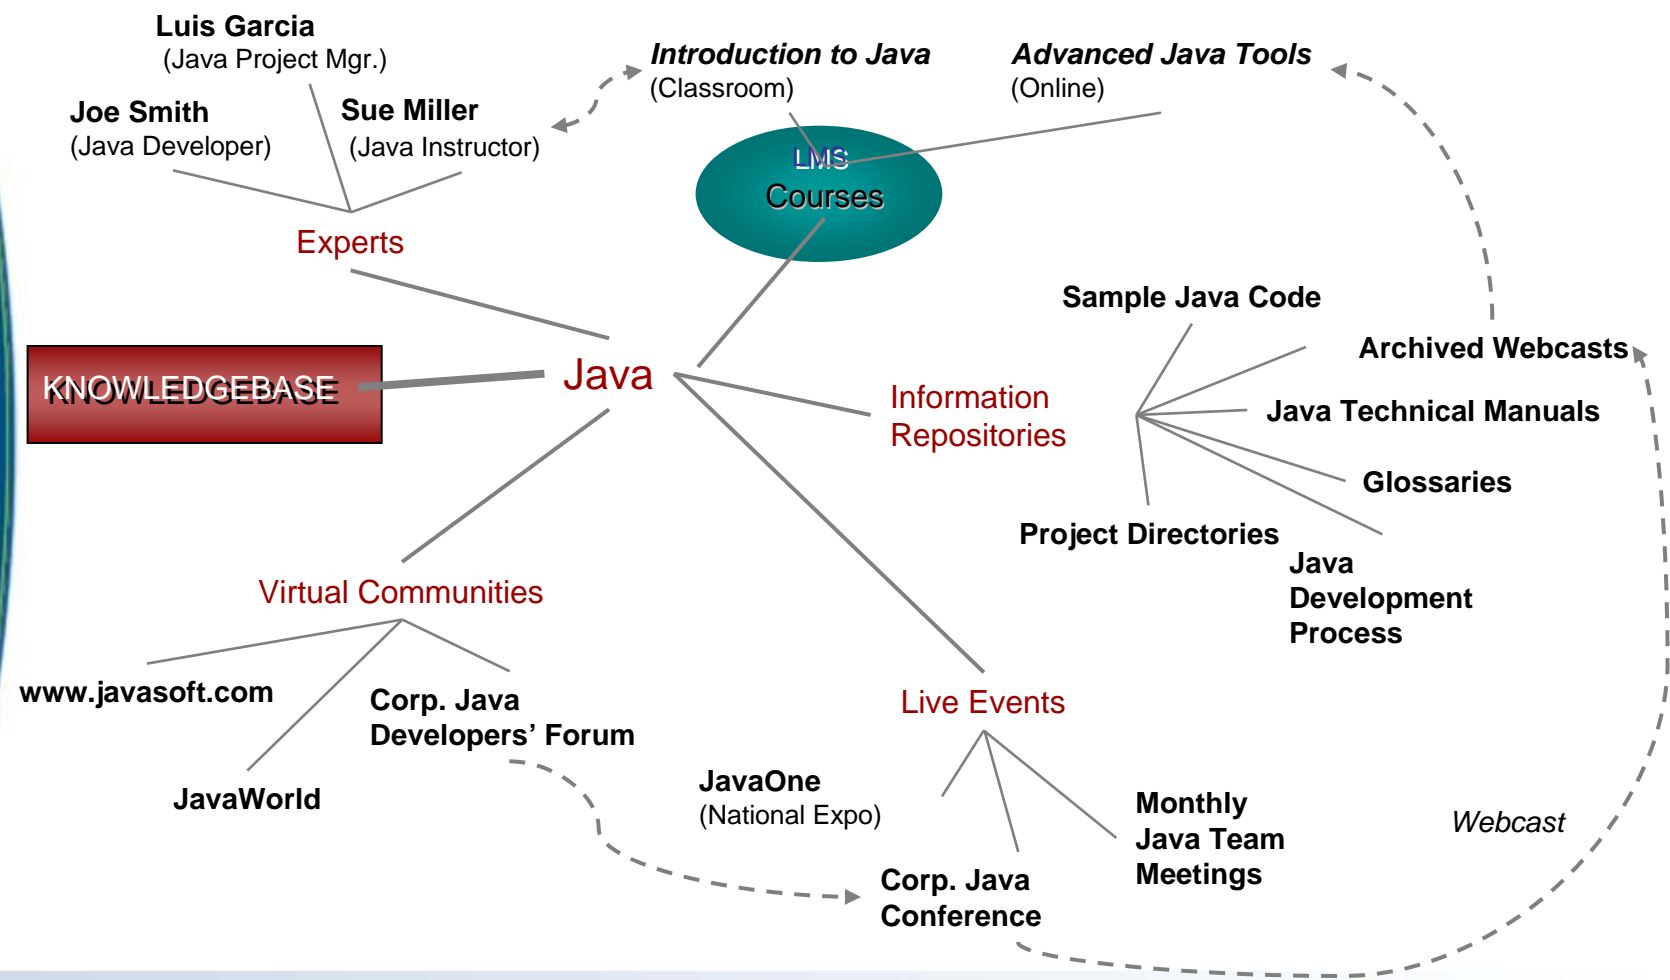 Luis Garcia
(Java Project Mgr.)
Joe Smith
(Java Developer)
Sue Miller
(Java Instructor)
Experts
Introduction to Java
(Classroom)
Advanced Java Tools
(Online)
LMS
Courses
KNOWLEDGEBASE
Java
Information
Repositories
Sample Java Code
Archived Webcasts
Java Technical Manuals
Glossaries
Project Directories
Java
Development
Process
Virtual Communities
www.javasoft.com
JavaWorld
Corp. Java
Developers’ Forum
Live Events
JavaOne
(National Expo)
Corp. Java
Conference
Monthly
Java Team
Meetings
Webcast